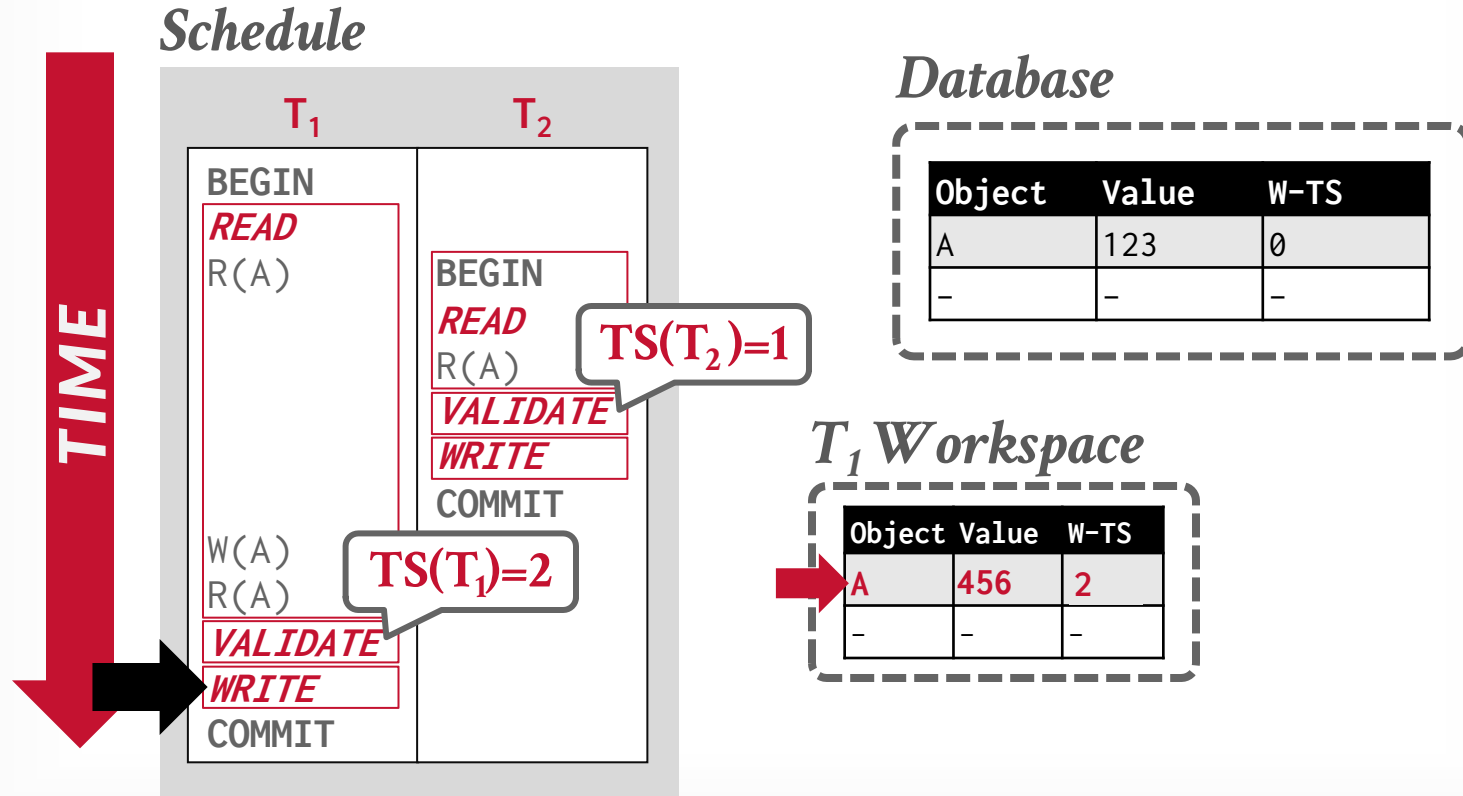 Schedule
TIME
T1 T2
BEGIN
READ
R(A)
BEGIN
READ
R(A)
TS(T2)=1
VALIDATE
WRITE
COMMIT
W(A)
R(A)
TS(T1)=2
VALIDATE
WRITE
COMMIT
Database
Object Value W-TS
A 123 0
- - -
T1 Workspace
Object Value W-TS
A 456 2
- - -